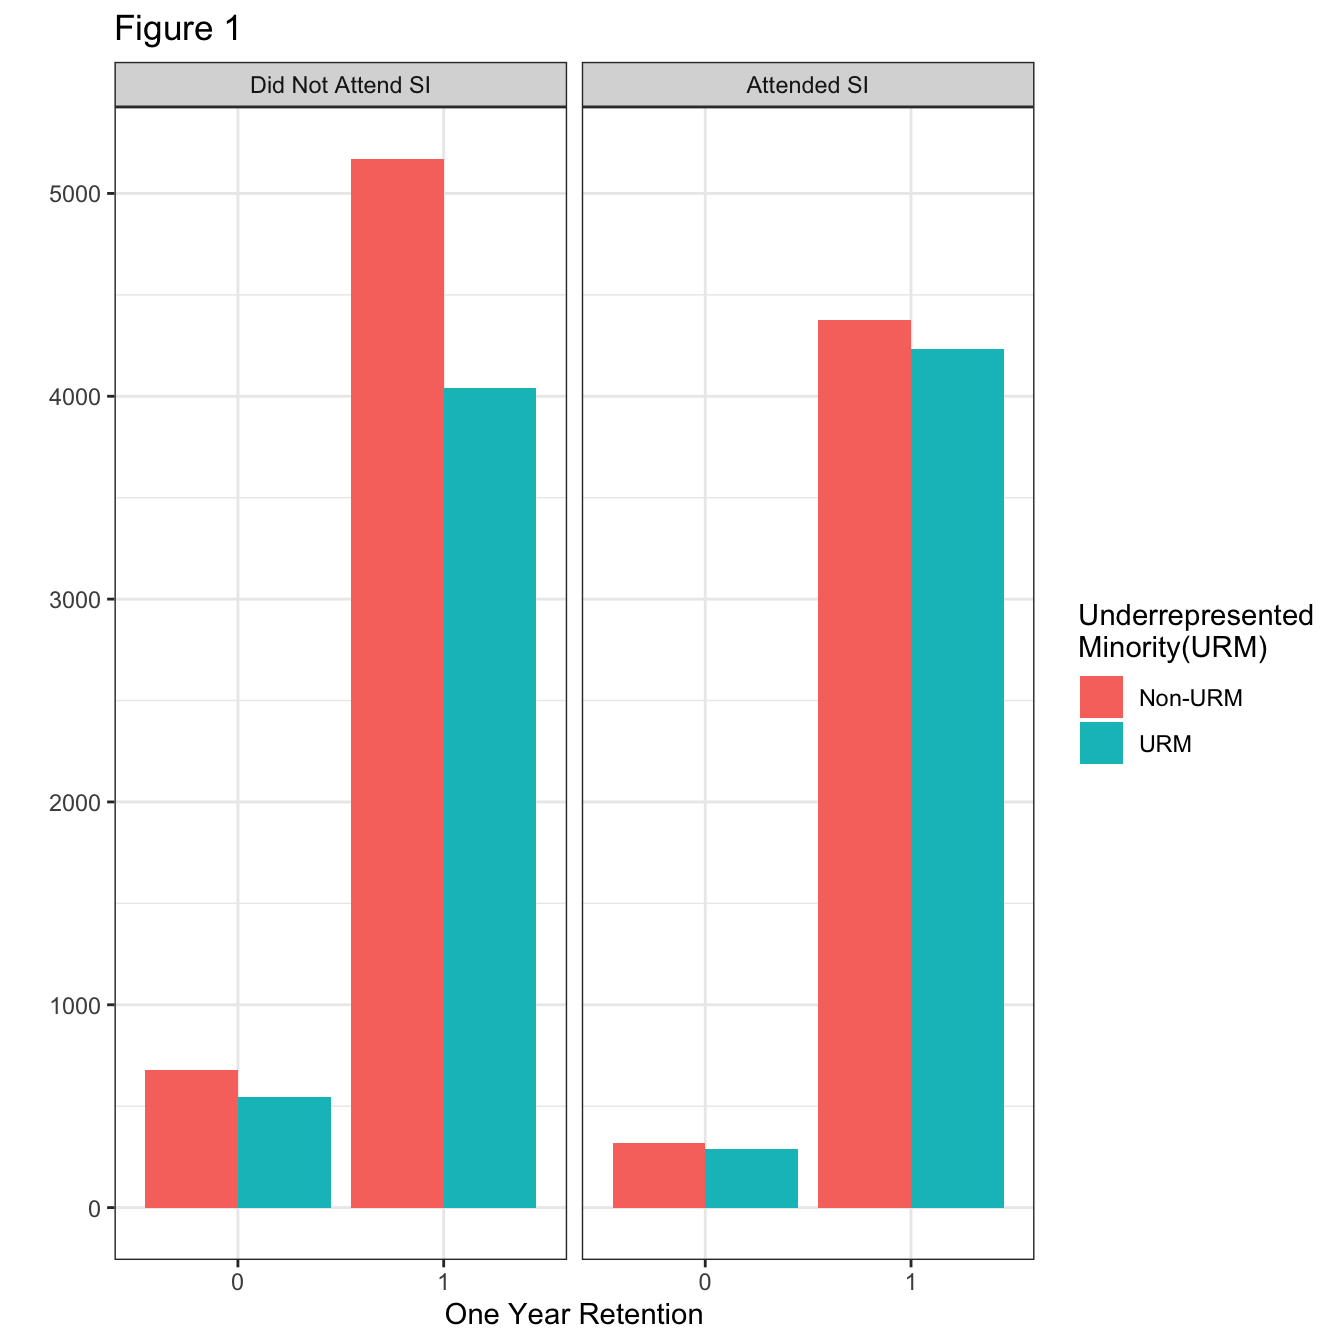 Figure 1
Did Not Attend SI
Attended SI
5000
4000
3000
2000
1000
0
0
1
0
1
One Year Retention
Underrepresented
Minority(URM)
Non-URM
URM